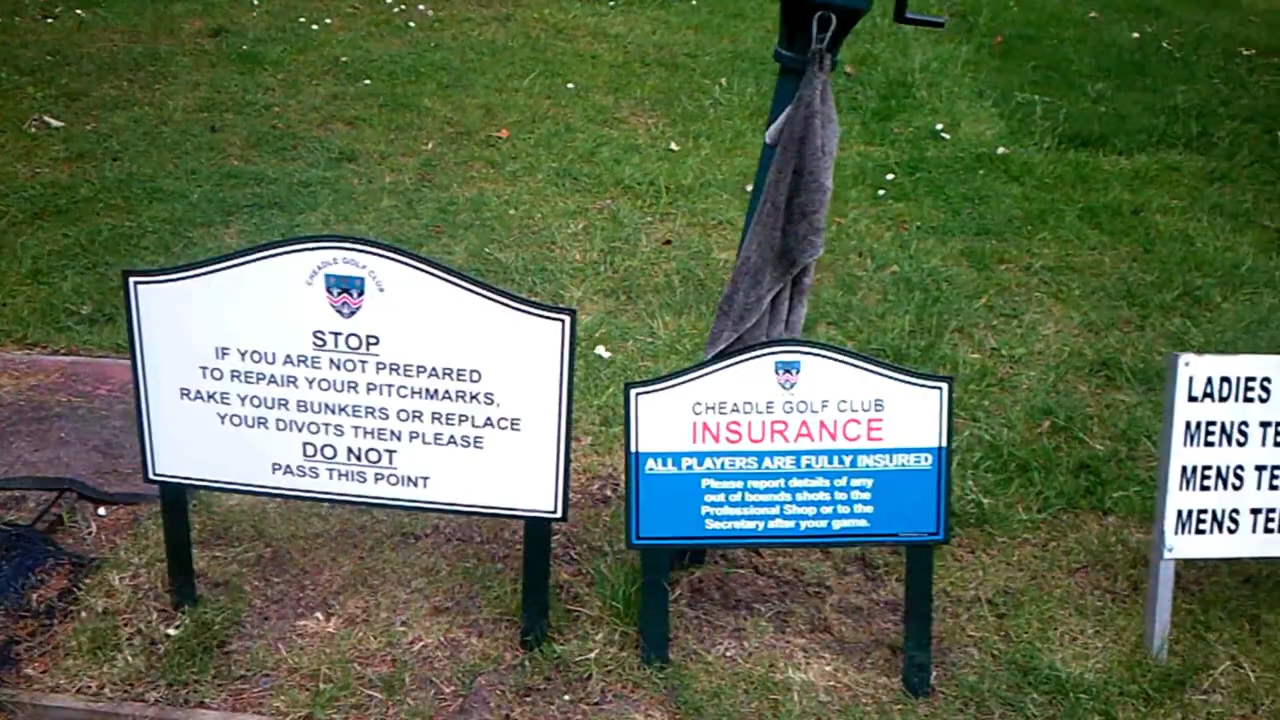 CHEADLE GOLF CLUB
STOP
IF YOU ARE NOT PREPARED
TO REPAIR YOUR PITCHMARKS,
RAKE YOUR BUNKERS OR REPLACE
YOUR DIVOTS THEN PLEASE
DO NOT
PASS THIS POINT
CHEADLE GOLF CLUB
INSURANCE
ALL PLAYERS ARE FULLY INSURED
Please report details of any
out of bounds shots to the
Professional Shop or to the
Secretary after your game.
LADIES
MENS TE
MENS TE
MENS TE